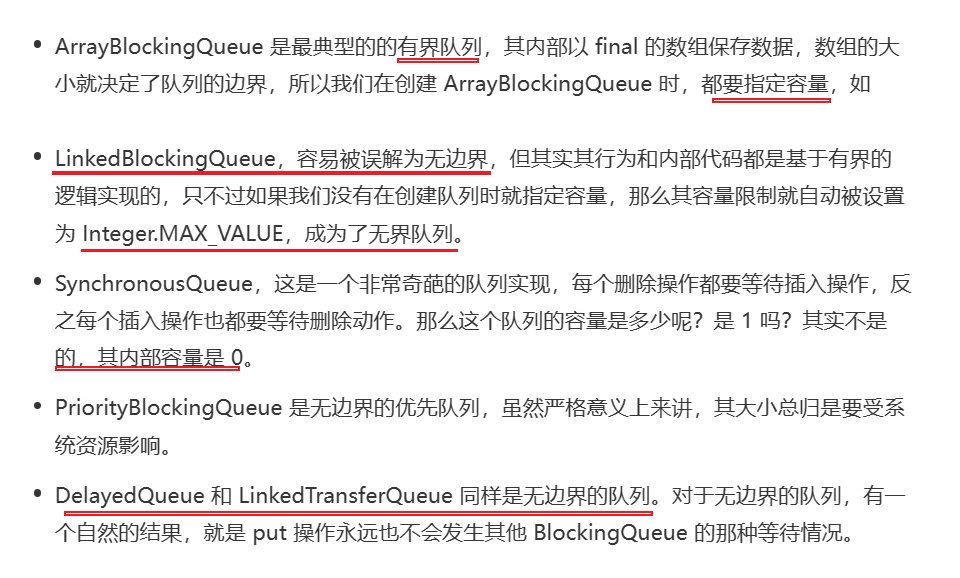 • ArrayBlockingQueue 是最典型的的有界队列，其内部以 final 的数组保存数据，数组的大
小就决定了队列的边界，所以我们在创建 ArrayBlockingQueue 时，都要指定容量，如
• LinkedBlockingQueue，容易被误解为无边界，但其实其行为和内部代码都是基于有界的
逻辑实现的，只不过如果我们没有在创建队列时就指定容量，那么其容量限制就自动被设置
为 Integer.MAX_VALUE，成为了无界队列。
• SynchronousQueue，这是一个非常奇葩的队列实现，每个删除操作都要等待插入操作，反
之每个插入操作也都要等待删除动作。那么这个队列的容量是多少呢？是 1 吗？其实不是
的，其内部容量是 0。
• PriorityBlockingQueue 是无边界的优先队列，虽然严格意义上来讲，其大小总归是要受系
统资源影响。
• DelayedQueue 和 LinkedTransferQueue 同样是无边界的队列。对于无边界的队列，有一
个自然的结果，就是 put 操作永远也不会发生其他 BlockingQueue 的那种等待情况。